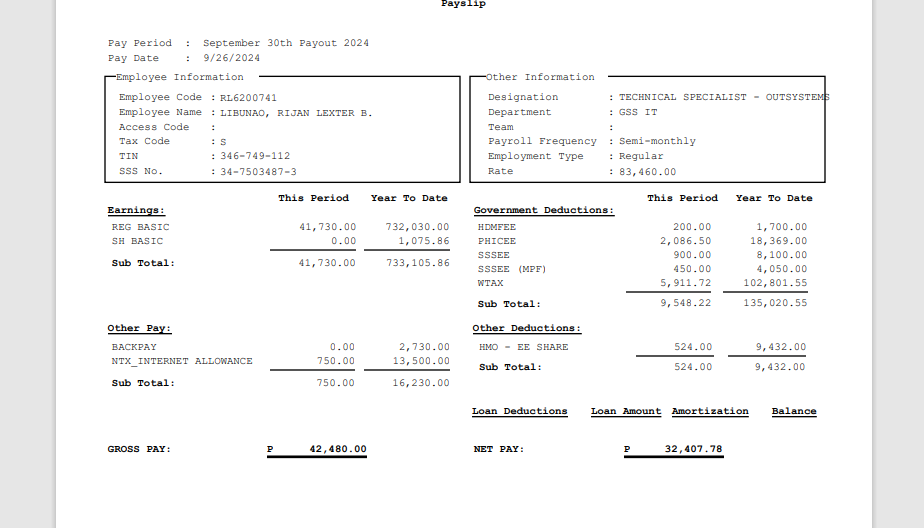 Payslip
Pay Period : September 30th Payout 2024
Pay Date : 9/26/2024
Employee Information
Employee Code : RL6200741
Employee Name : LIBUNAO, RIJAN LEXTER B.
Access Code :
Tax Code : S
TIN : 346-749-112
SSS No. : 34-7503487-3
Other Information
Designation : TECHNICAL SPECIALIST - OUTSYSTEMS
Department : GSS IT
Team :
Payroll Frequency : Semi-monthly
Employment Type : Regular
Rate : 83,460.00
This Period Year To Date
Earnings:
REG BASIC 41,730.00 732,030.00
SH BASIC 0.00 1,075.86
Sub Total: 41,730.00 733,105.86
This Period Year To Date
Government Deductions:
HDMFEE 200.00 1,700.00
PHICEE 2,086.50 18,369.00
SSSEE 900.00 8,100.00
SSSEE (MPF) 450.00 4,050.00
WTAX 5,911.72 102,801.55
Sub Total: 9,548.22 135,020.55
Other Pay:
BACKPAY 0.00 2,730.00
NTX_INTERNET ALLOWANCE 750.00 13,500.00
Sub Total: 750.00 16,230.00
Other Deductions:
HMO - EE SHARE 524.00 9,432.00
Sub Total: 524.00 9,432.00
Loan Deductions Loan Amount Amortization Balance
GROSS PAY: P 42,480.00
NET PAY: P 32,407.78